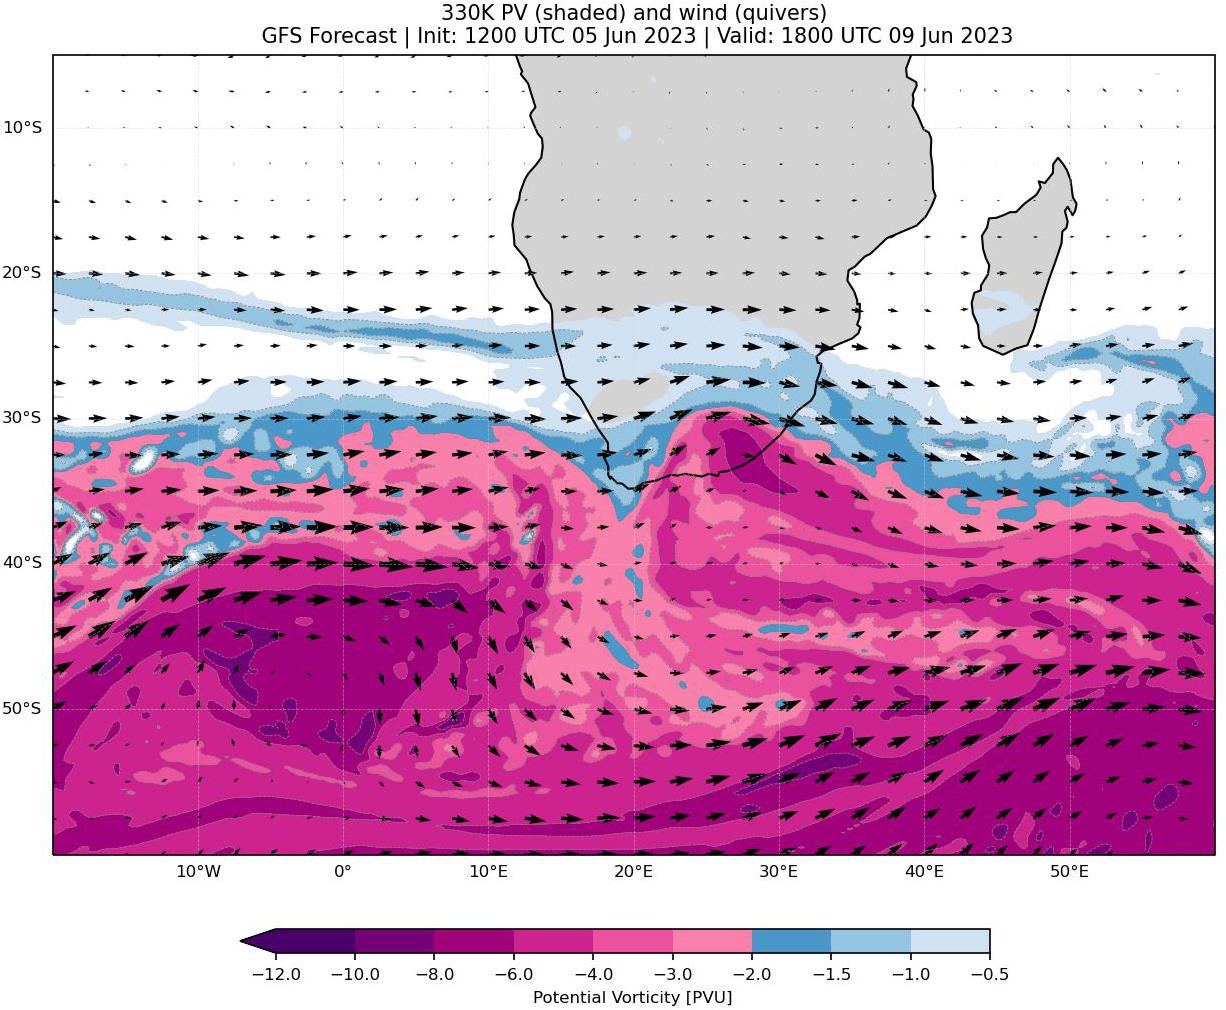 330K PV (shaded) and wind (quivers)
GFS Forecast | Init: 1200 UTC 05 Jun 2023 | Valid: 1800 UTC 09 Jun 2023
10°S
20°S
30°S
40°S
50°S
10°W 0° 10°E 20°E 30°E 40°E 50°E
−12.0 −10.0 −8.0 −6.0 −4.0 −3.0 −2.0 −1.5 −1.0 −0.5
Potential Vorticity [PVU]